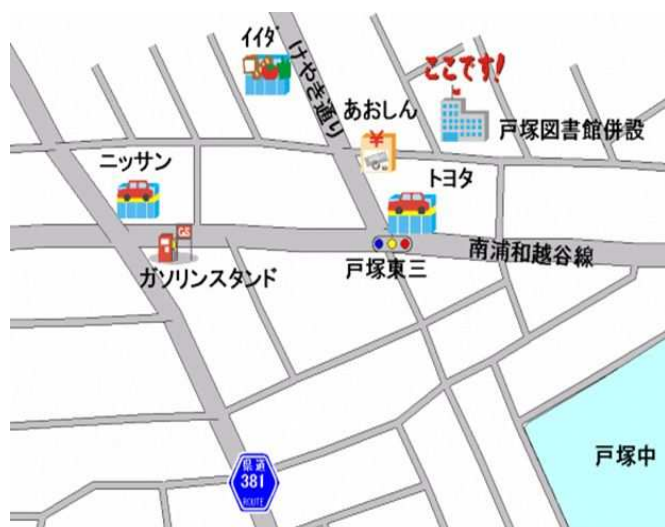 イイダ
けやき通り
ここです!
あおしん
¥
戸塚図書館併設
ニッサン
トヨタ
GS
ガソリンスタンド
戸塚東三
南浦和越谷線
戸塚中
県道
381
ROUTE